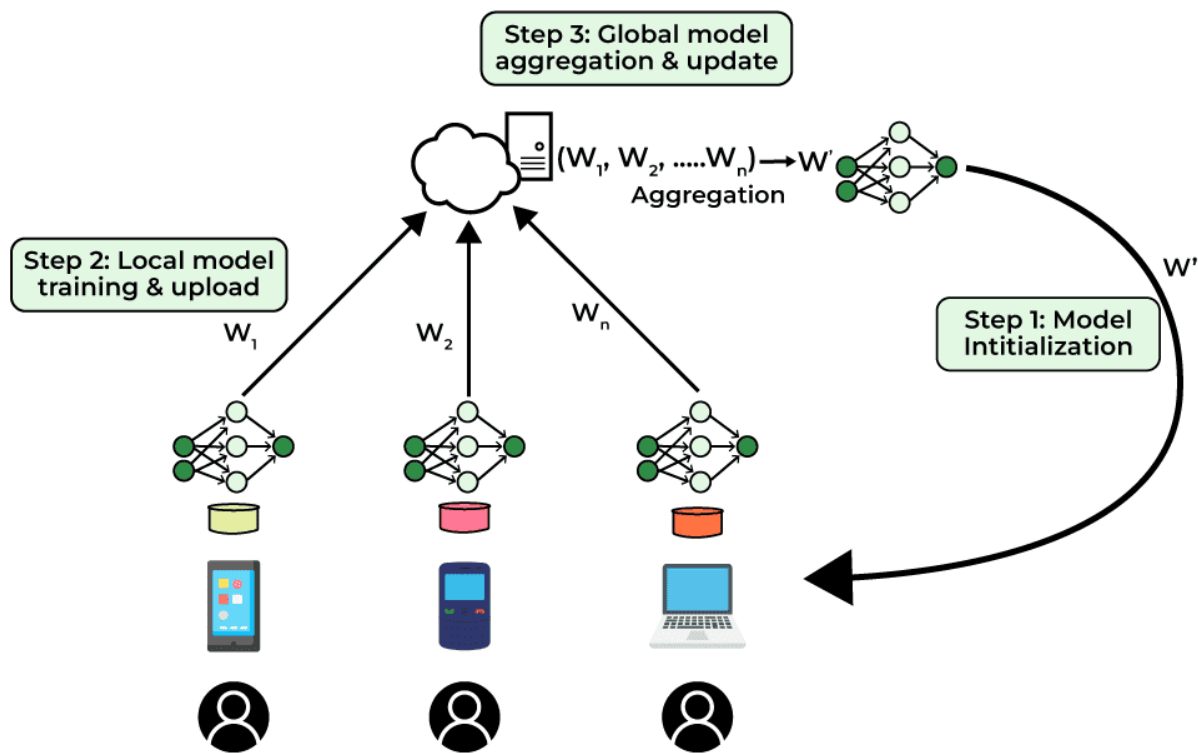 Step 3: Global model
aggregation & update
(W₁, W₂, .....Wₙ) → W'
Aggregation
Step 2: Local model
training & upload
W₁
W₂
Wₙ
W'
Step 1: Model
Intitialization